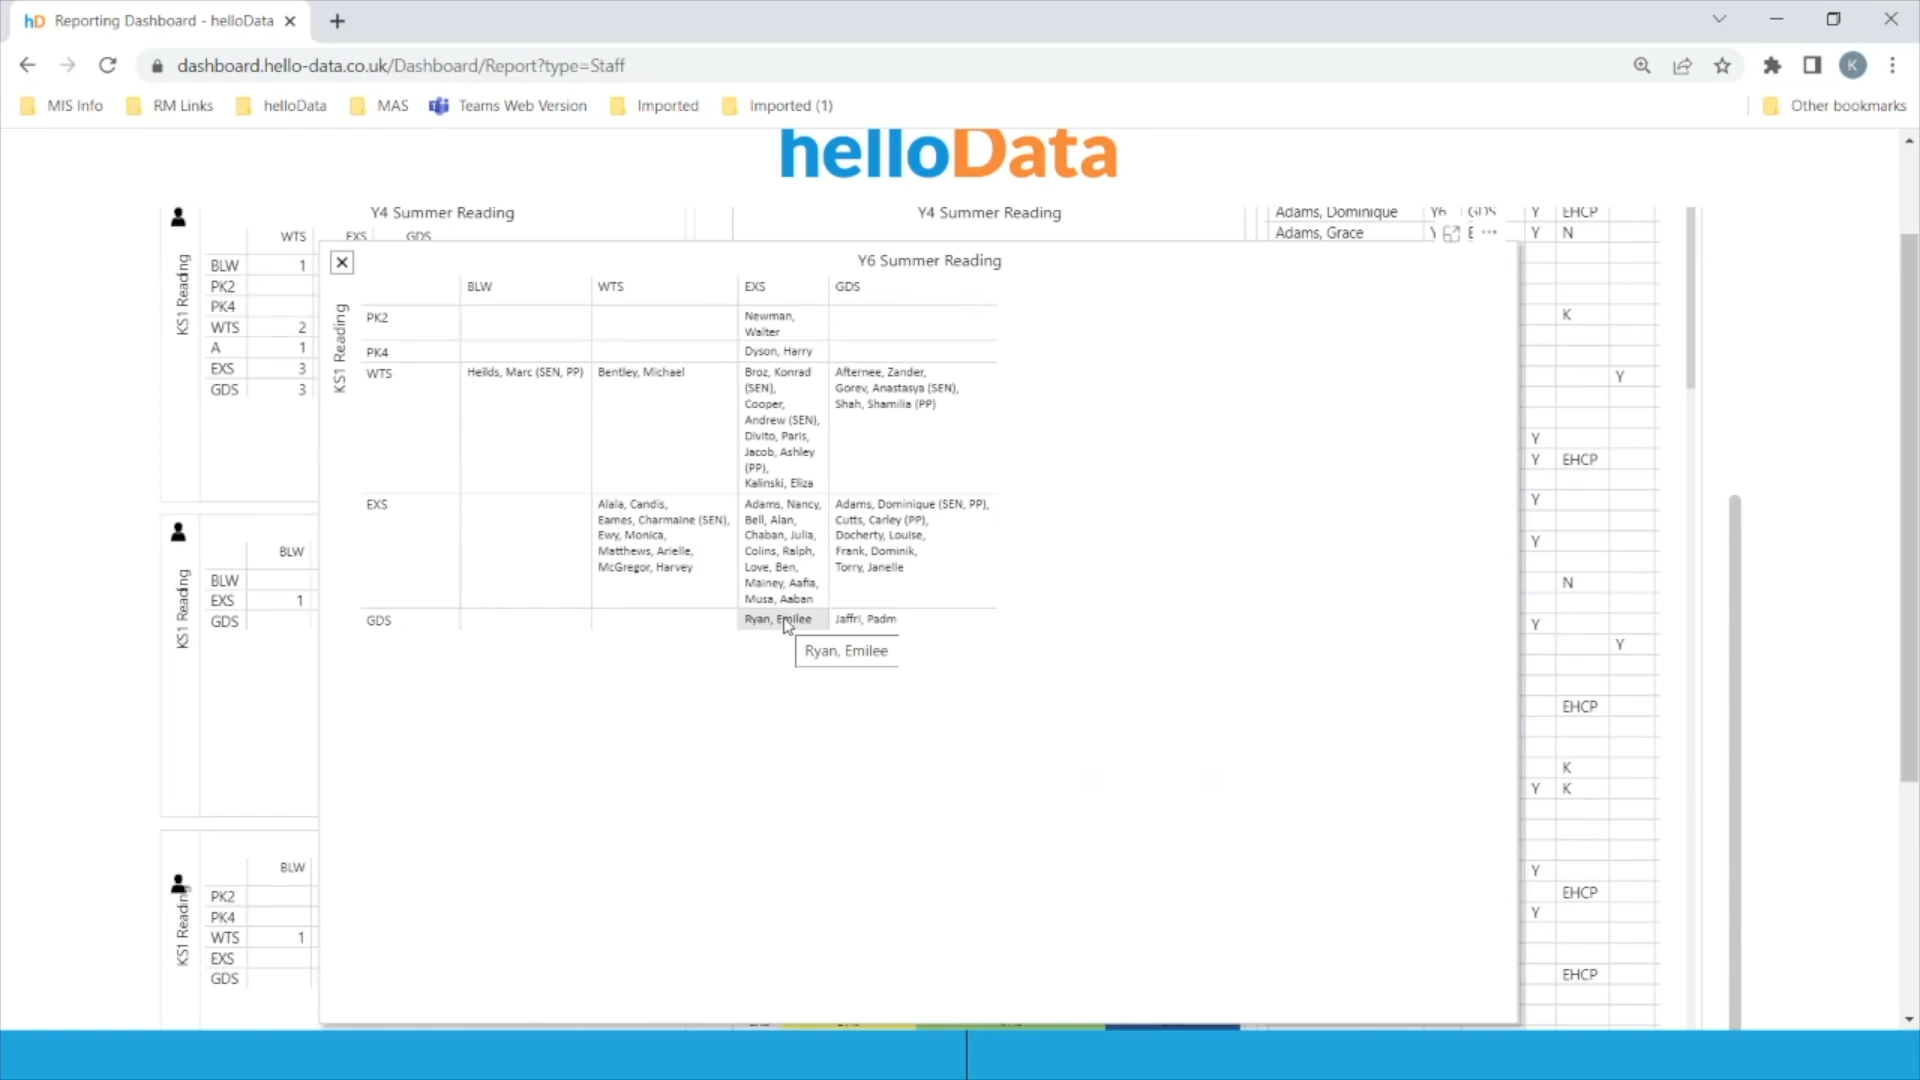 hD Reporting Dashboard - helloData
dashboard.hello-data.co.uk/Dashboard/Report?type=Staff
K
MIS Info RM Links helloData MAS Teams Web Version Imported Imported (1) Other bookmarks
helloData
Y4 Summer Reading
WTS EXS GDS
KS1 Reading
BLW 1
PK2
PK4
WTS 2
A 1
EXS 3
GDS 3
Y4 Summer Reading
Adams, Dominique Y6 GDS Y EHCP
Adams, Grace Y N
K
Y
Y
Y EHCP
Y
Y
N
Y
Y
EHCP
K
Y K
Y
EHCP
Y
EHCP
KS1 Reading
BLW
BLW
EXS 1
GDS
KS1 Reading
BLW
PK2
PK4
WTS 1
EXS
GDS
Y6 Summer Reading
KS1 Reading
BLW WTS EXS GDS
PK2
Newman,
Walter
PK4 Dyson, Harry
WTS
Heilds, Marc (SEN, PP)
Bentley, Michael
Broz, Konrad
(SEN),
Cooper,
Andrew (SEN),
Divito, Paris,
Jacob, Ashley
(PP),
Kalinski, Eliza
Afternee, Zander,
Gorev, Anastasya (SEN),
Shah, Shamilia (PP)
EXS
Alala, Candis,
Eames, Charmaine (SEN),
Ewy, Monica,
Matthews, Arielle,
McGregor, Harvey
Adams, Nancy,
Bell, Alan,
Chaban, Julia,
Colins, Ralph,
Love, Ben,
Mainey, Aafia,
Musa, Aaban
Adams, Dominique (SEN, PP),
Cutts, Carley (PP),
Docherty, Louise,
Frank, Dominik,
Torry, Janelle
GDS
Ryan, Emilee
Jaffri, Padm
Ryan, Emilee